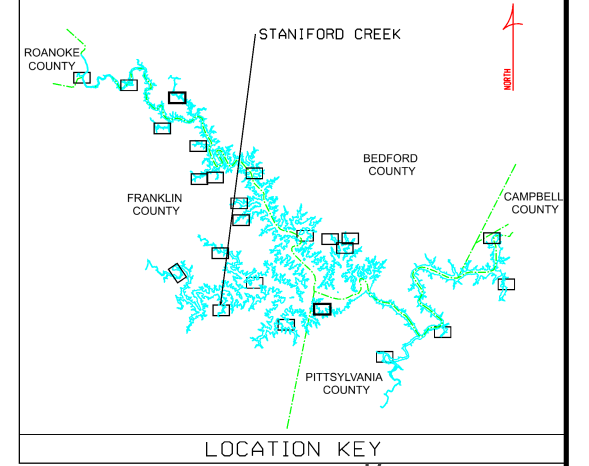 STANIFORD CREEK
ROANOKE
COUNTY
NORTH
BEDFORD
COUNTY
FRANKLIN
COUNTY
CAMPBELL
COUNTY
PITTSYLVANIA
COUNTY
LOCATION KEY